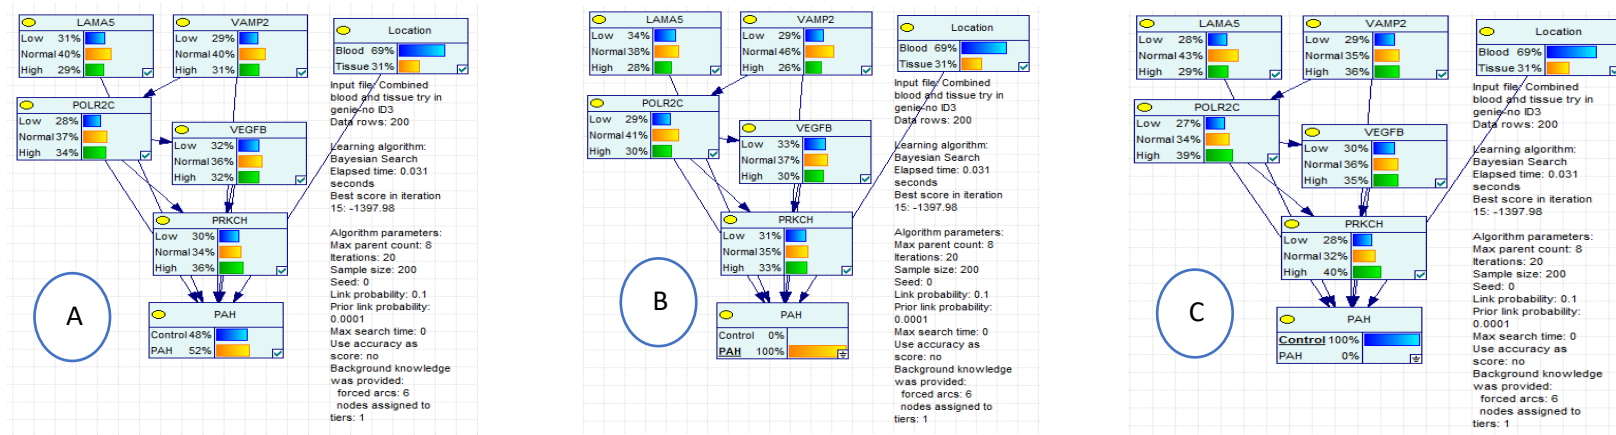 LAMA5
Low 31%
Normal 40%
High 29%
VAMP2
Low 29%
Normal 40%
High 31%
Location
Blood 69%
Tissue 31%
POLR2C
Low 28%
Normal 37%
High 34%
VEGFB
Low 32%
Normal 36%
High 32%
PRKCH
Low 30%
Normal 34%
High 36%
PAH
Control 48%
PAH 52%
A
Input file: Combined
blood and tissue try in
genie-no ID3
Data rows: 200
Learning algorithm:
Bayesian Search
Elapsed time: 0.031
seconds
Best score in iteration
15: -1397.98
Algorithm parameters:
Max parent count: 8
Iterations: 20
Sample size: 200
Seed: 0
Link probability: 0.1
Prior link probability:
0.0001
Max search time: 0
Use accuracy as
score: no
Background knowledge
was provided:
forced arcs: 6
nodes assigned to
tiers: 1
LAMA5
Low 34%
Normal 38%
High 28%
VAMP2
Low 29%
Normal 46%
High 26%
Location
Blood 69%
Tissue 31%
POLR2C
Low 29%
Normal 41%
High 30%
VEGFB
Low 33%
Normal 37%
High 30%
PRKCH
Low 31%
Normal 35%
High 33%
PAH
Control 0%
PAH 100%
B
Input file: Combined
blood and tissue try in
genie-no ID3
Data rows: 200
Learning algorithm:
Bayesian Search
Elapsed time: 0.031
seconds
Best score in iteration
15: -1397.98
Algorithm parameters:
Max parent count: 8
Iterations: 20
Sample size: 200
Seed: 0
Link probability: 0.1
Prior link probability:
0.0001
Max search time: 0
Use accuracy as
score: no
Background knowledge
was provided:
forced arcs: 6
nodes assigned to
tiers: 1
LAMA5
Low 28%
Normal 43%
High 29%
VAMP2
Low 29%
Normal 35%
High 36%
Location
Blood 69%
Tissue 31%
POLR2C
Low 27%
Normal 34%
High 39%
VEGFB
Low 30%
Normal 36%
High 35%
PRKCH
Low 28%
Normal 32%
High 40%
PAH
Control 100%
PAH 0%
C
Input file: Combined
blood and tissue try in
genie-no ID3
Data rows: 200
Learning algorithm:
Bayesian Search
Elapsed time: 0.031
seconds
Best score in iteration
15: -1397.98
Algorithm parameters:
Max parent count: 8
Iterations: 20
Sample size: 200
Seed: 0
Link probability: 0.1
Prior link probability:
0.0001
Max search time: 0
Use accuracy as
score: no
Background knowledge
was provided:
forced arcs: 6
nodes assigned to
tiers: 1